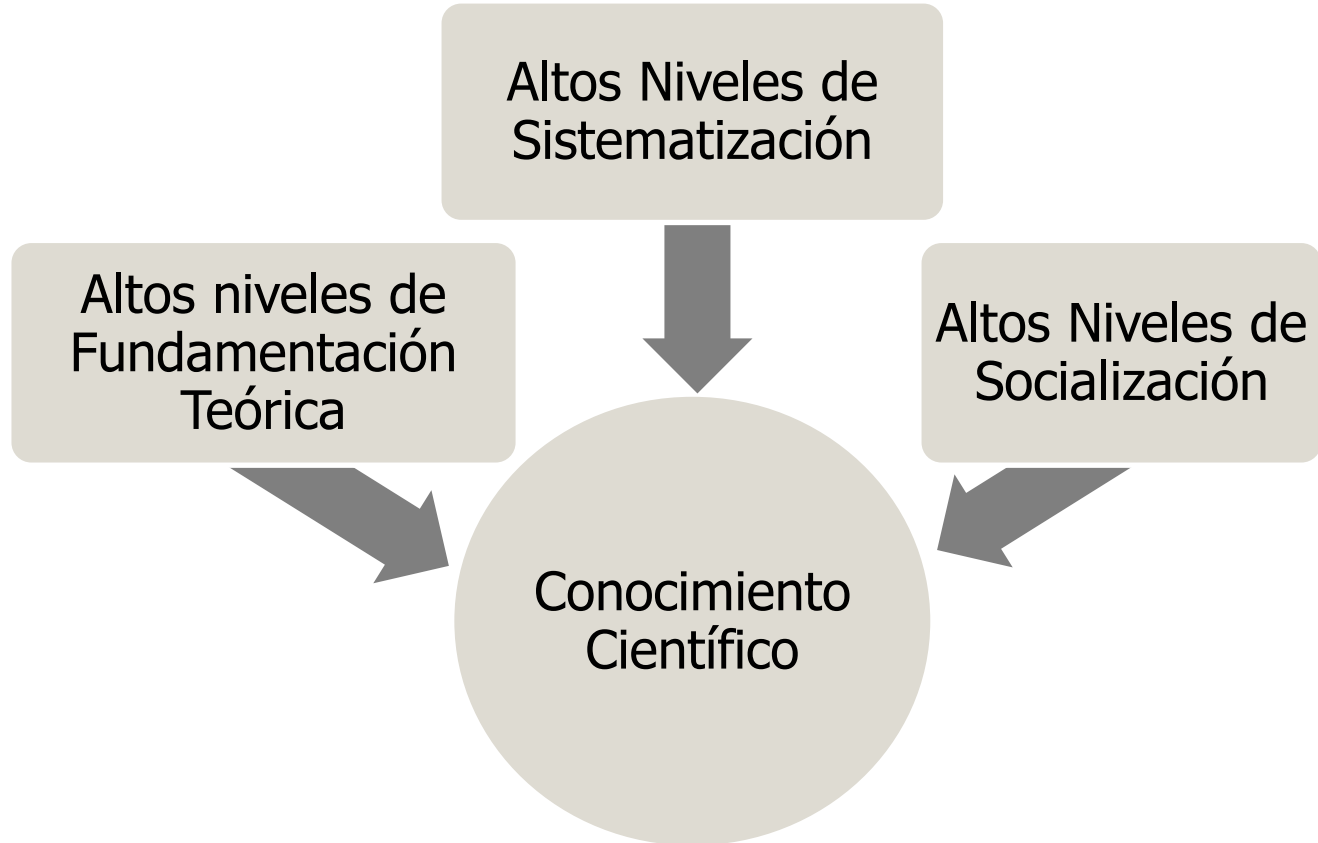 Altos Niveles de
Sistematización
Altos niveles de
Fundamentación
Teórica
Altos Niveles de
Socialización
Conocimiento
Científico